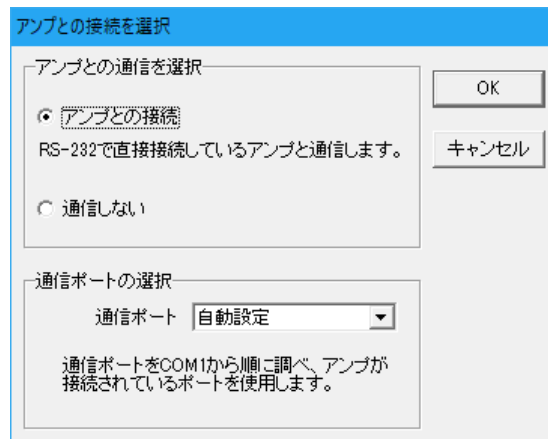 アンプとの接続を選択
アンプとの通信を選択
アンプとの接続
RS-232で直接接続しているアンプと通信します。
通信しない
OK
キャンセル
通信ポートの選択
通信ポート 自動設定
通信ポートをCOM1から順に調べ、アンプが
接続されているポートを使用します。